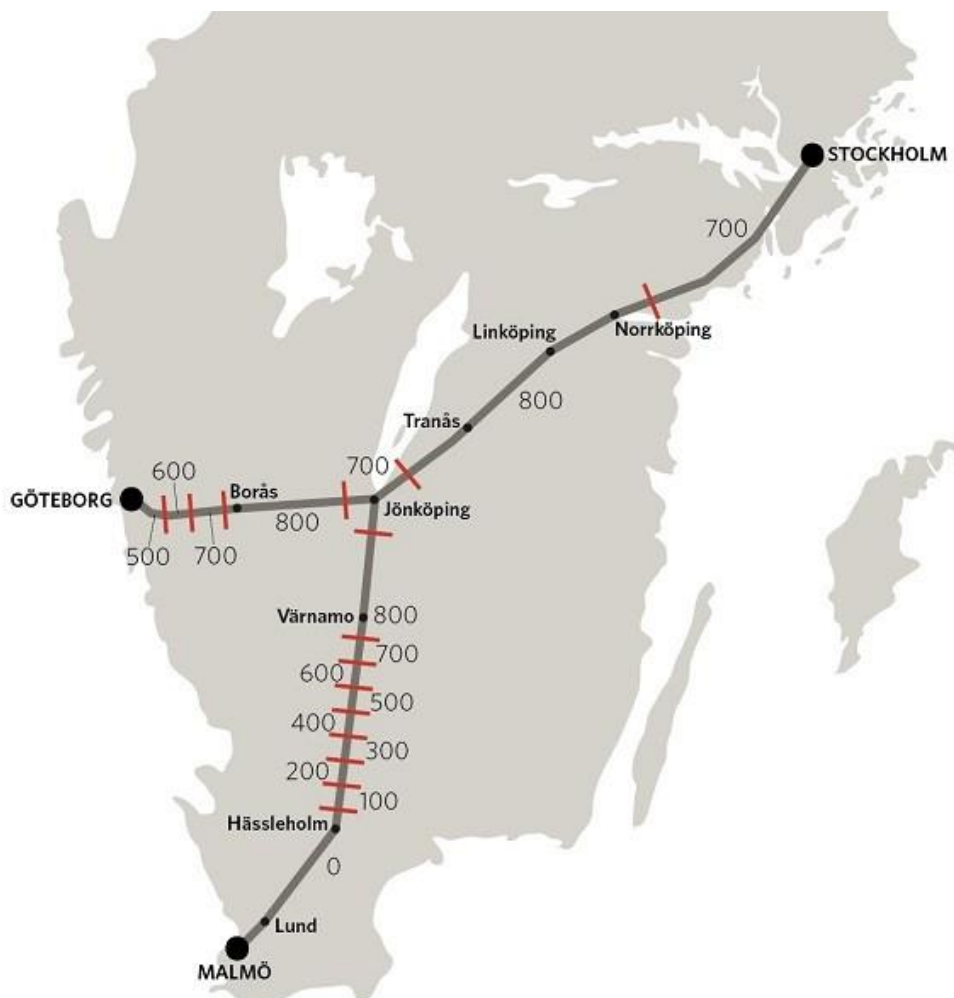 STOCKHOLM
700
Norrköping
Linköping
800
Tranås
700
600
GÖTEBORG
Borås
Jönköping
800
500
700
Värnamo
800
700
600
500
400
300
200
100
Hässleholm
0
Lund
MALMÖ